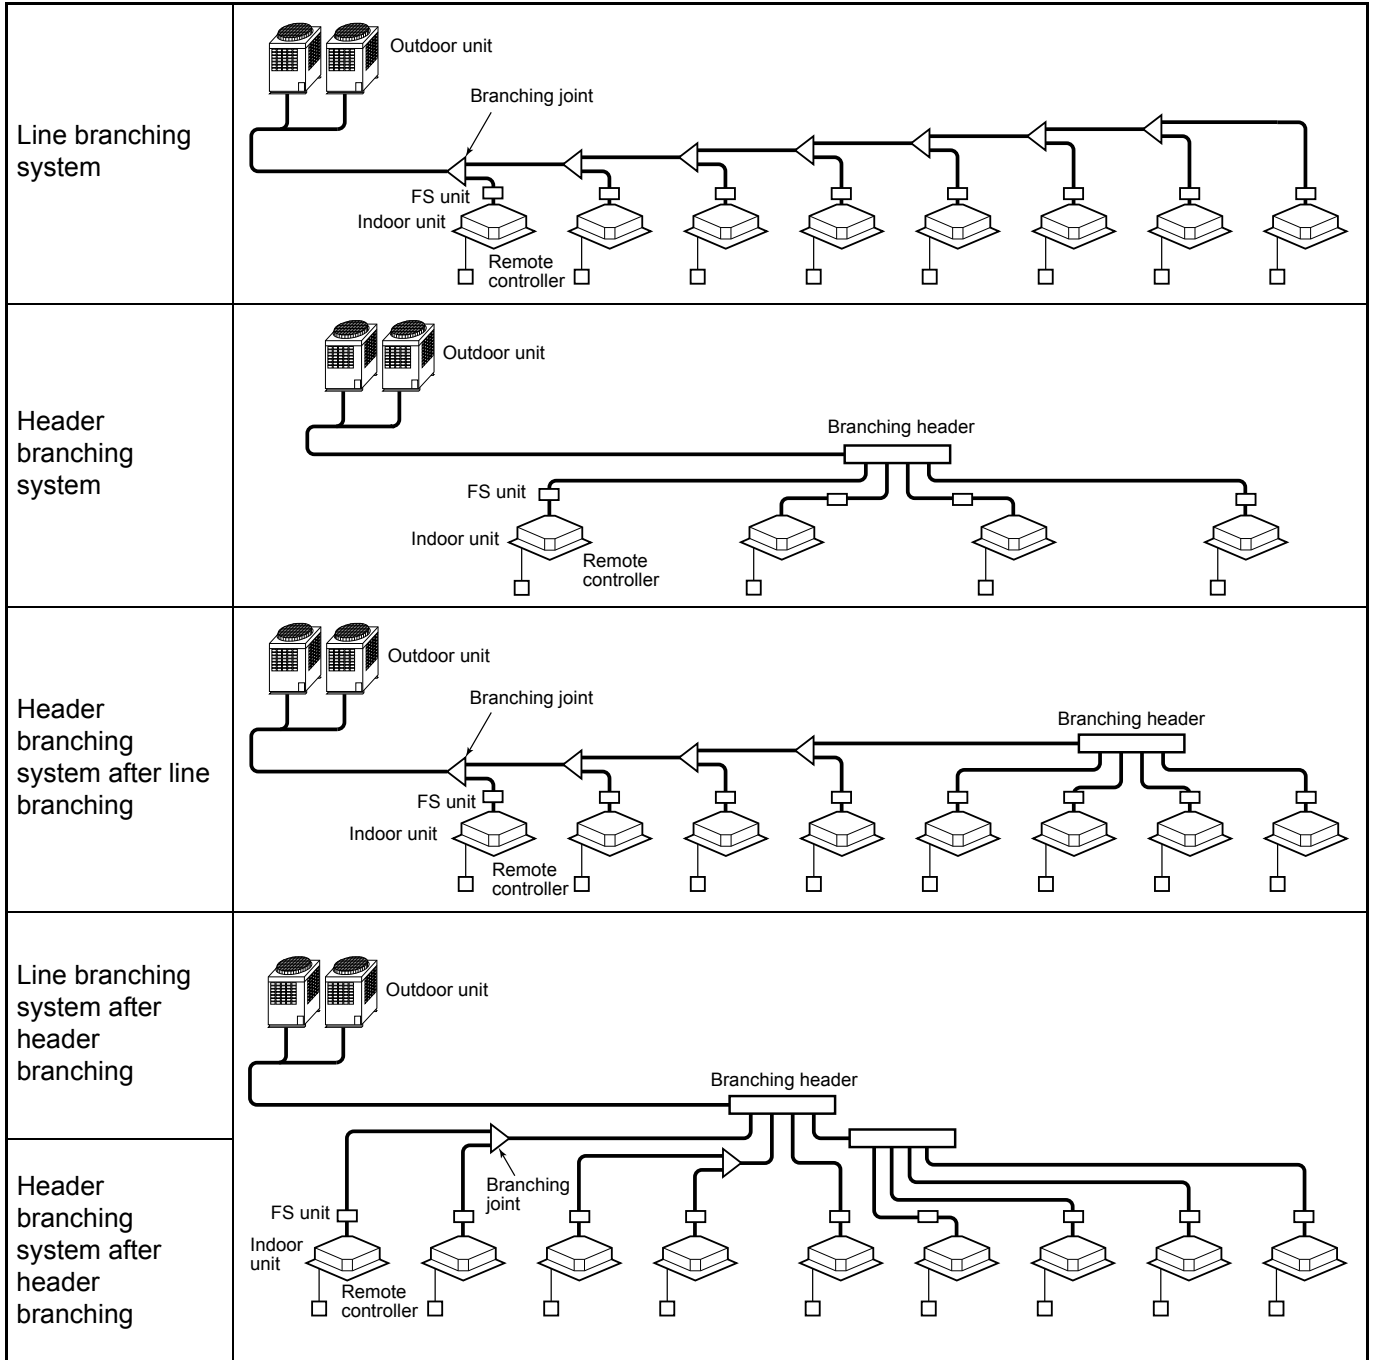 Line branching
system
Outdoor unit
Branching joint
FS unit
Indoor unit
Remote
controller
Header
branching
system
Outdoor unit
Branching header
FS unit
Indoor unit
Remote
controller
Header
branching
system after line
branching
Outdoor unit
Branching joint
Branching header
FS unit
Indoor unit
Remote
controller
Line branching
system after
header
branching
Outdoor unit
Branching header
Header
branching
system after
header
branching
Branching
joint
FS unit
Indoor
unit
Remote
controller